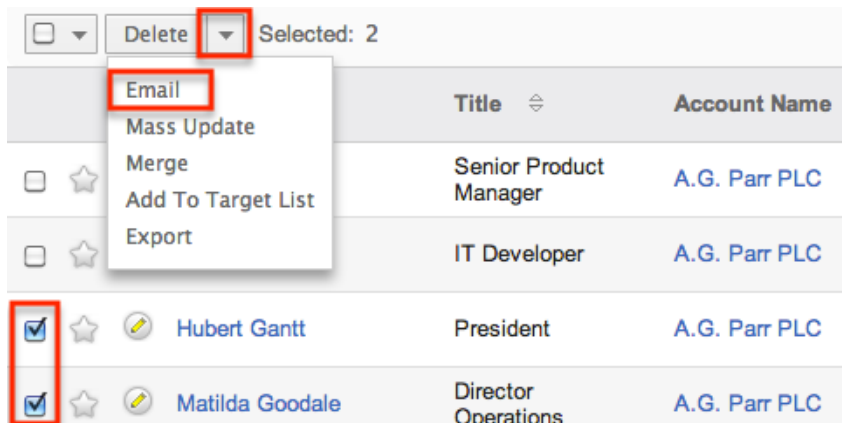 Delete Selected: 2
Email
Mass Update
Merge
Add To Target List
Export
Title Account Name
Senior Product
Manager
A.G. Parr PLC
IT Developer A.G. Parr PLC
Hubert Gantt President A.G. Parr PLC
Matilda Goodale Director
Operations
A.G. Parr PLC